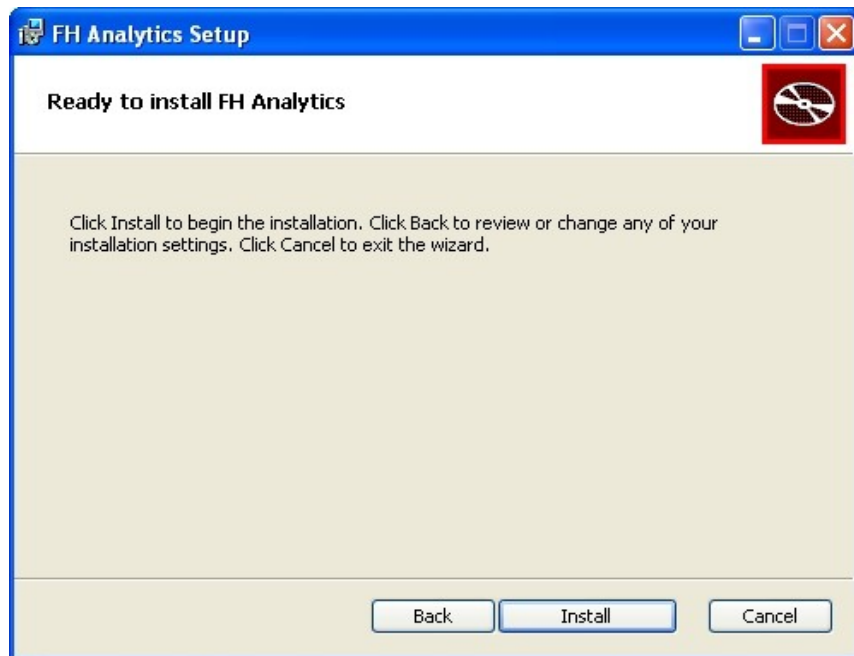 FH Analytics Setup
Ready to install FH Analytics
Click Install to begin the installation. Click Back to review or change any of your
installation settings. Click Cancel to exit the wizard.
Back Install Cancel